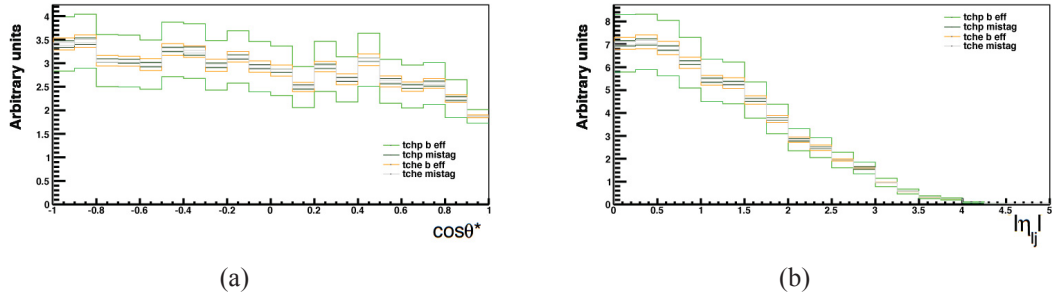 Arbitrary units
4
3.5
3
2.5
2
1.5
1
0.5
0
tchp b eff
tchp mistag
tche b eff
tche mistag
-1 -0.8 -0.6 -0.4 -0.2 0 0.2 0.4 0.6 0.8 1
cosθ*
(a)
Arbitrary units
8
7
6
5
4
3
2
1
0
tchp b eff
tchp mistag
tche b eff
tche mistag
0 0.5 1 1.5 2 2.5 3 3.5 4 4.5 5
|η_lj|
(b)